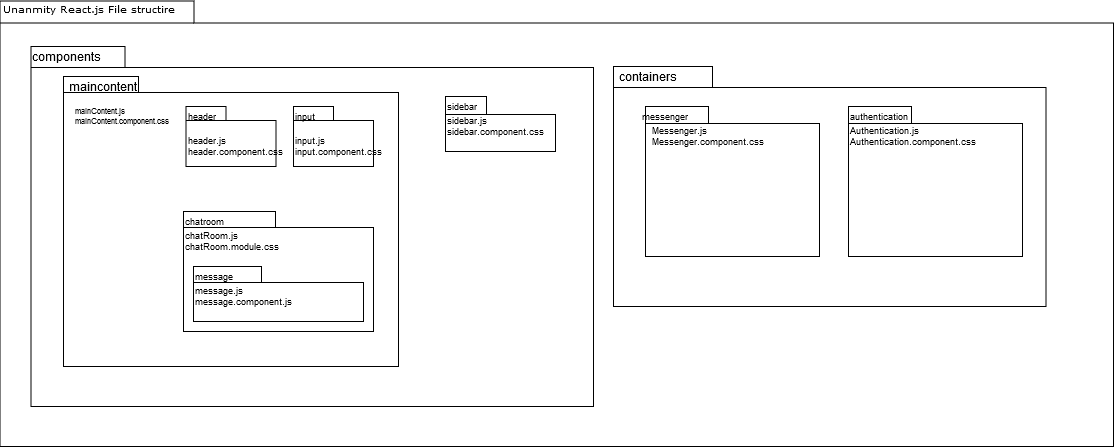 Unanmity React.js File structire
components
maincontent
mainContent.js
mainContent.component.css
header
header.js
header.component.css
input
input.js
input.component.css
chatroom
chatRoom.js
chatRoom.module.css
message
message.js
message.component.js
sidebar
sidebar.js
sidebar.component.css
containers
messenger
Messenger.js
Messenger.component.css
authentication
Authentication.js
Authentication.component.css